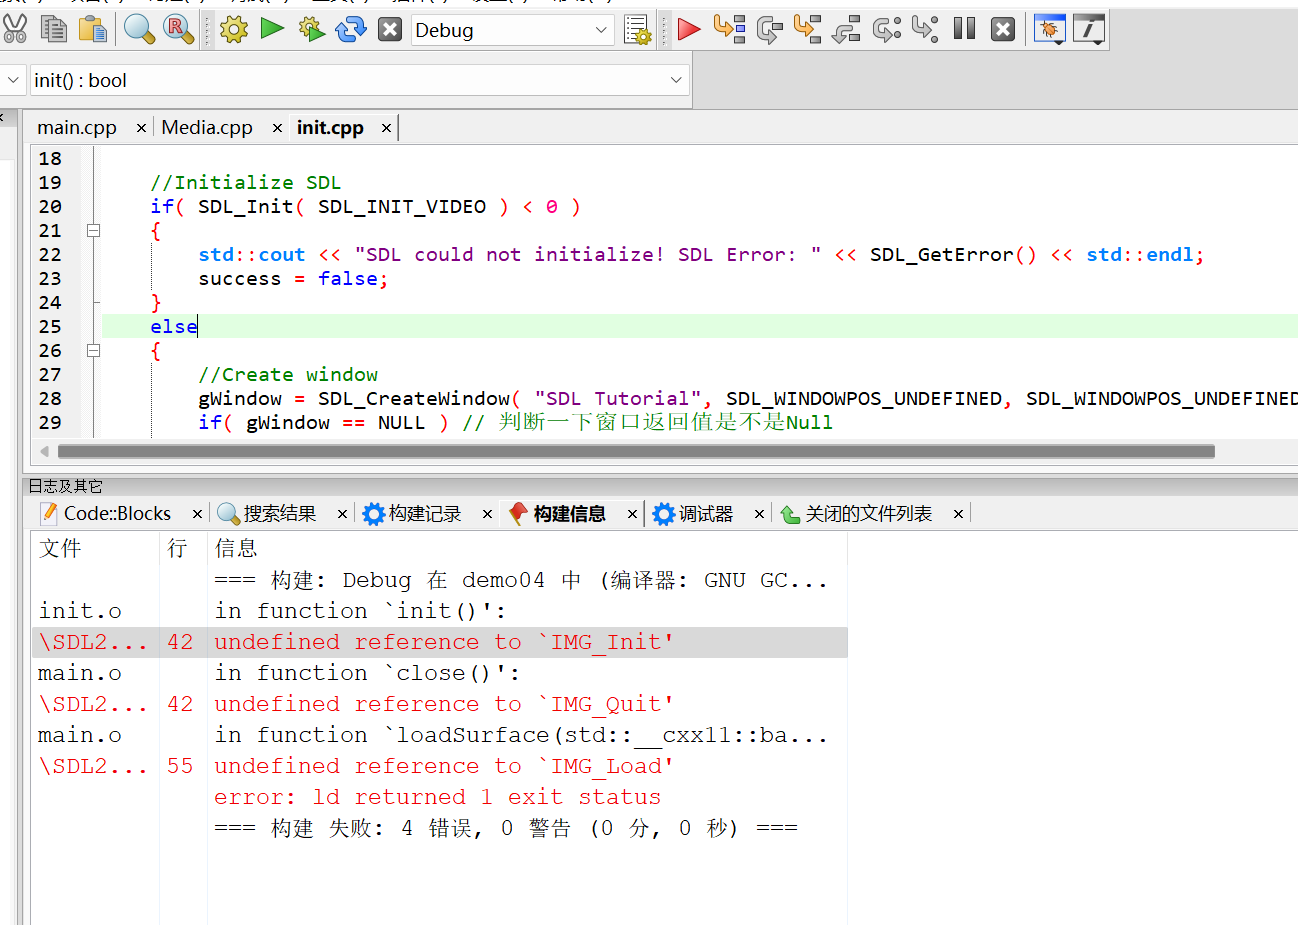 Debug
init() : bool
main.cpp × Media.cpp × init.cpp ×
18
19 //Initialize SDL
20 if( SDL_Init( SDL_INIT_VIDEO ) < 0 )
21 {
22 std::cout << "SDL could not initialize! SDL Error: " << SDL_GetError() << std::endl;
23 success = false;
24 }
25 else
26 {
27 //Create window
28 gWindow = SDL_CreateWindow( "SDL Tutorial", SDL_WINDOWPOS_UNDEFINED, SDL_WINDOWPOS_UNDEFINED
29 if( gWindow == NULL ) // 判断一下窗口返回值是不是Null
日志及其它
Code::Blocks × 搜索结果 × 构建记录 × 构建信息 × 调试器 × 关闭的文件列表 ×
文件 行 信息
=== 构建: Debug 在 demo04 中 (编译器: GNU GC...
init.o in function `init()':
\SDL2... 42 undefined reference to `IMG_Init'
main.o in function `close()':
\SDL2... 42 undefined reference to `IMG_Quit'
main.o in function `loadSurface(std::__cxx11::ba...
\SDL2... 55 undefined reference to `IMG_Load'
error: ld returned 1 exit status
=== 构建 失败: 4 错误, 0 警告 (0 分, 0 秒) ===